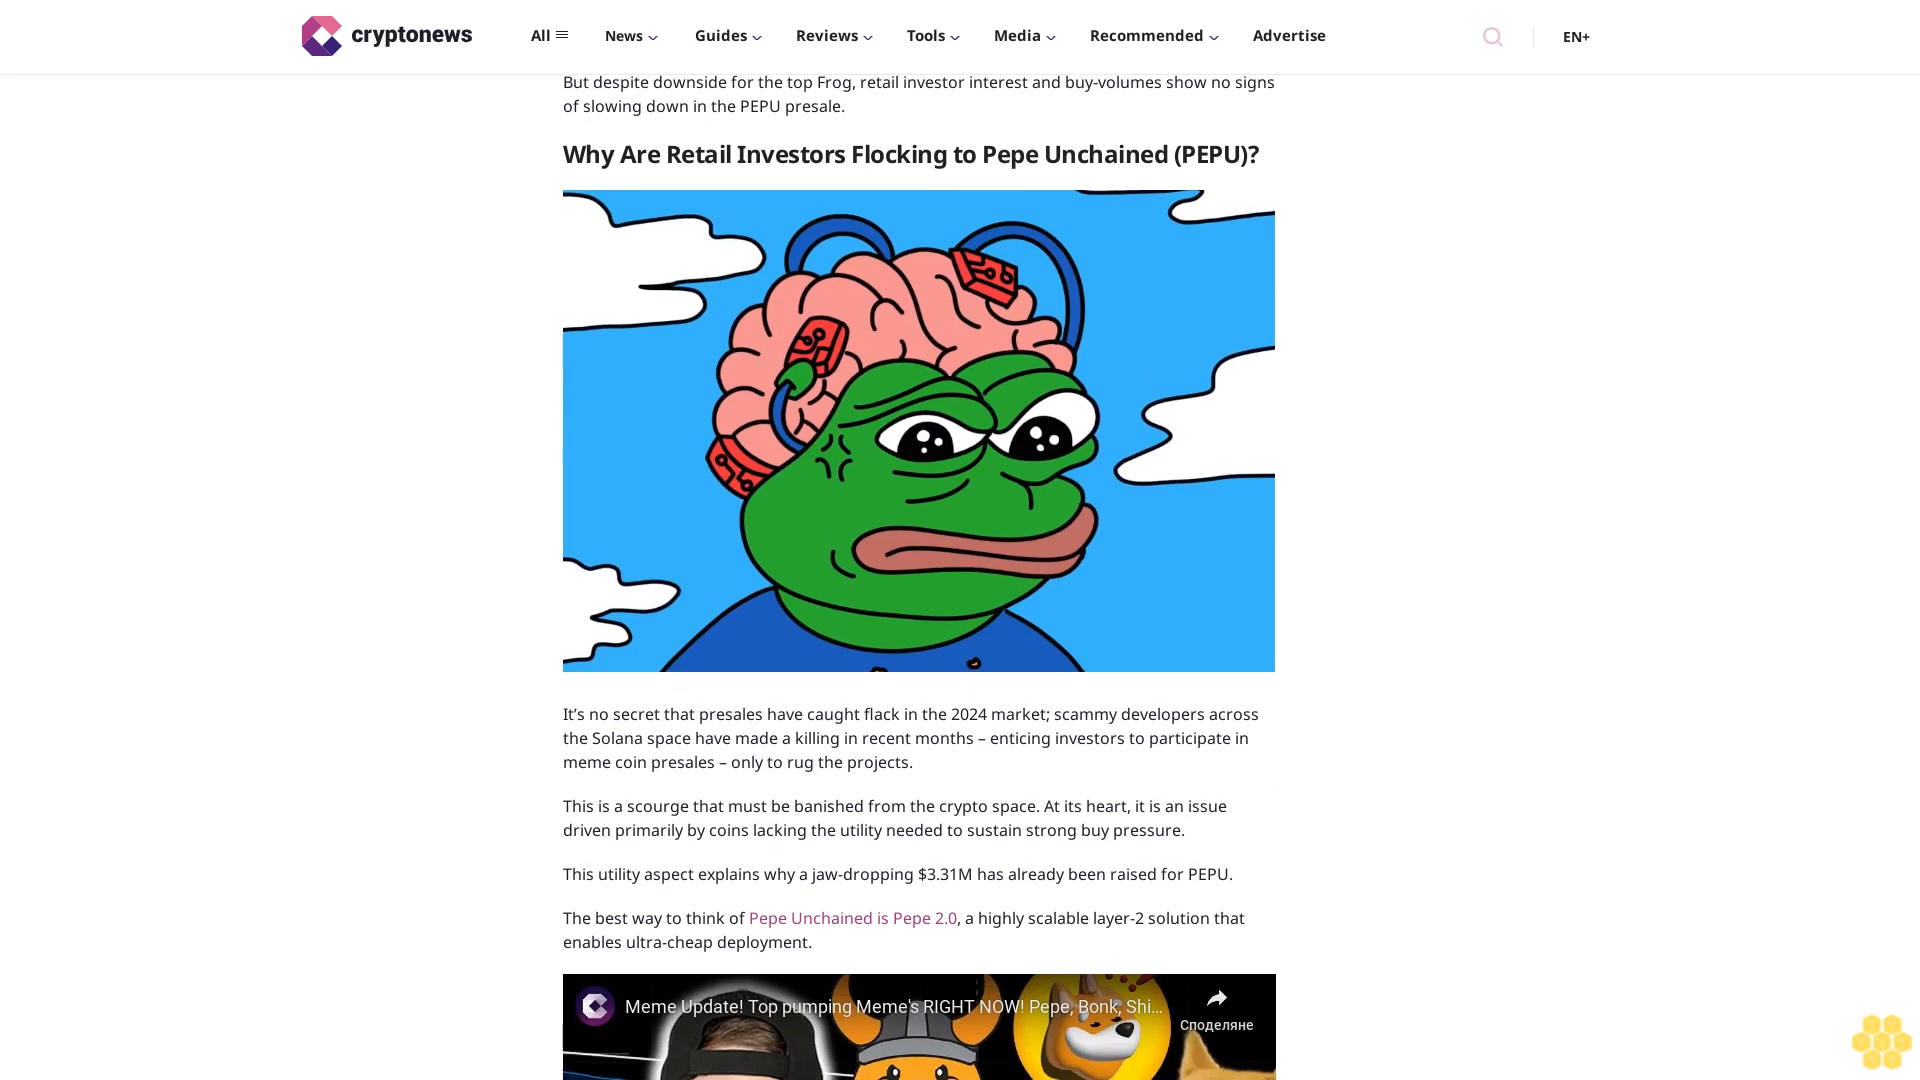 cryptonews All News Guides Reviews Tools Media Recommended Advertise EN+
But despite downside for the top Frog, retail investor interest and buy-volumes show no signs
of slowing down in the PEPU presale.
Why Are Retail Investors Flocking to Pepe Unchained (PEPU)?
It’s no secret that presales have caught flack in the 2024 market; scammy developers across
the Solana space have made a killing in recent months – enticing investors to participate in
meme coin presales – only to rug the projects.
This is a scourge that must be banished from the crypto space. At its heart, it is an issue
driven primarily by coins lacking the utility needed to sustain strong buy pressure.
This utility aspect explains why a jaw-dropping $3.31M has already been raised for PEPU.
The best way to think of Pepe Unchained is Pepe 2.0, a highly scalable layer-2 solution that
enables ultra-cheap deployment.
Meme Update! Top pumping Meme's RIGHT NOW! Pepe, Bonk, Shi...
Споделяне